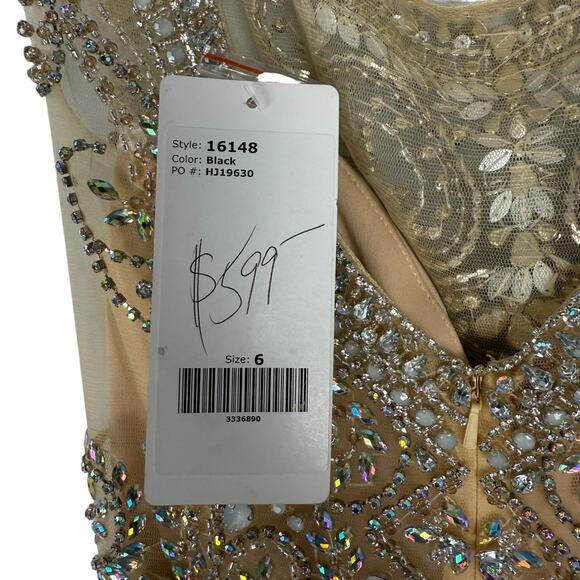 Style: 16148
Color: Black
PO #: HJ19630
$599
Size: 6
3336890